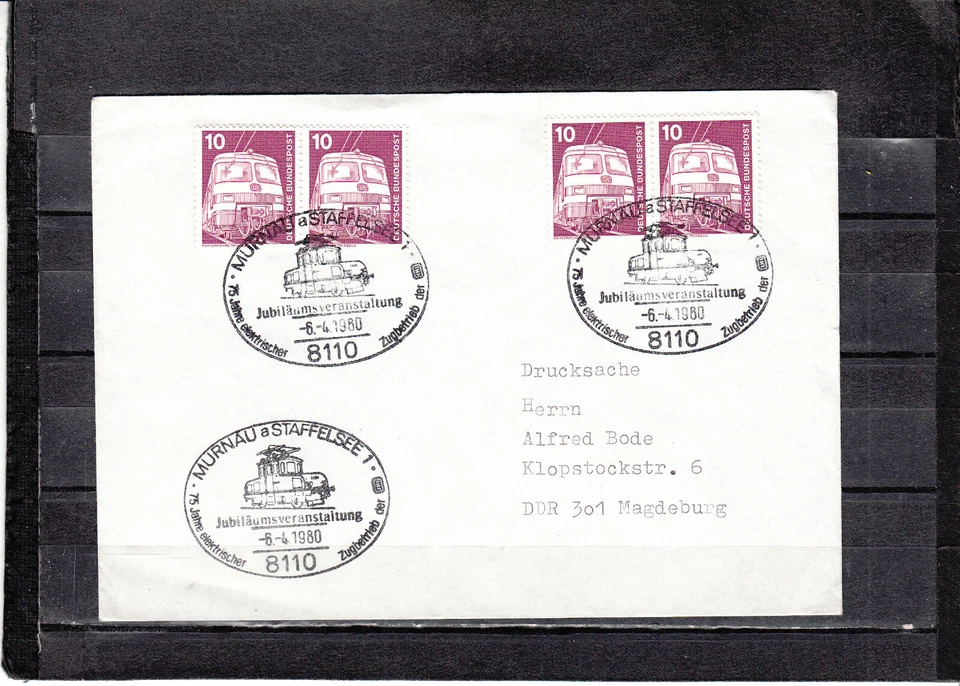 10 10
DEUTSCHE BUNDESPOST
DEUTSCHE BUNDESPOST
10 10
DEUTSCHE BUNDESPOST
DEUTSCHE BUNDESPOST
MURNAU a STAFFELSEE 1
Jubiläumsveranstaltung
-6.-4.1980
8110
75 Jahre elektrischer Zugbetrieb der DB
MURNAU a STAFFELSEE 1
Jubiläumsveranstaltung
-6.-4.1980
8110
75 Jahre elektrischer Zugbetrieb der DB
Drucksache
Herrn
Alfred Bode
Klopstockstr. 6
DDR 301 Magdeburg
MURNAU a STAFFELSEE 1
Jubiläumsveranstaltung
-6.-4.1980
8110
75 Jahre elektrischer Zugbetrieb der DB